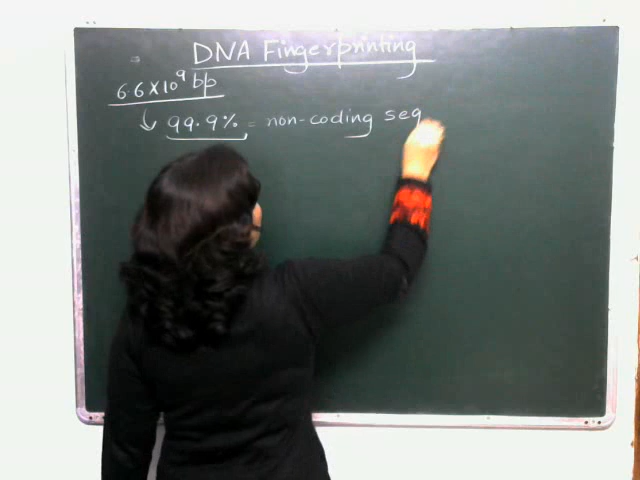 DNA Fingerprinting
6.6×10⁹ bp
↓ 99.9% = non-coding seq